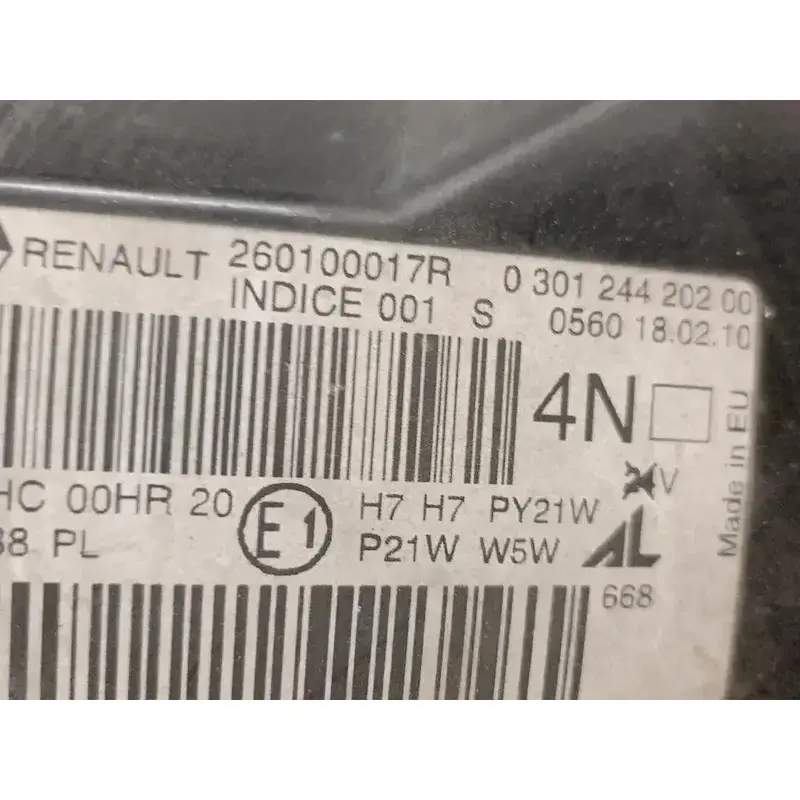 RENAULT 260100017R 0 301 244 202 00
INDICE 001 S 0560 18.02.10
4N
Made in EU
HC 00HR 20 E1 H7 H7 PY21W V
38 PL P21W W5W AL
668